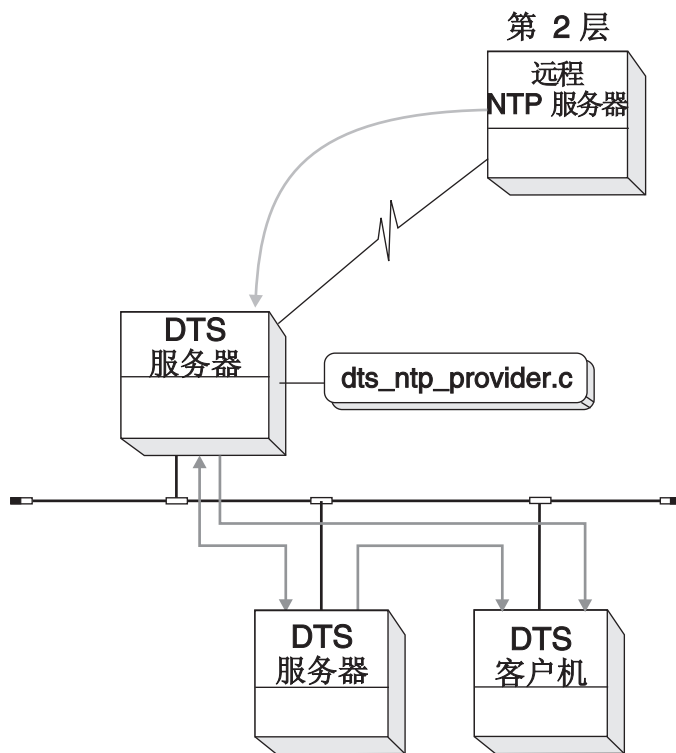 第 2 层
远程
NTP 服务器
DTS
服务器
dts_ntp_provider.c
DTS
服务器
DTS
客户机